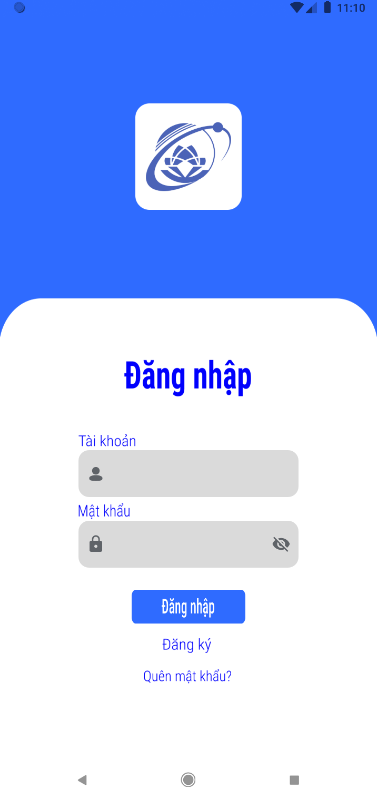 11:10
Đăng nhập
Tài khoản
Mật khẩu
Đăng nhập
Đăng ký
Quên mật khẩu?